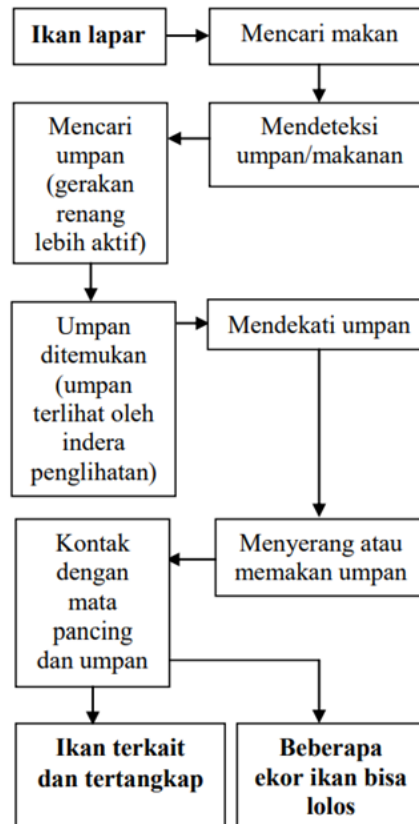 Ikan lapar
Mencari makan
Mendeteksi
umpan/makanan
Mencari
umpan
(gerakan
renang
lebih aktif)
Umpan
ditemukan
(umpan
terlihat oleh
indera
penglihatan)
Mendekati umpan
Menyerang atau
memakan umpan
Kontak
dengan
mata
pancing
dan umpan
Ikan terkait
dan tertangkap
Beberapa
ekor ikan bisa
lolos